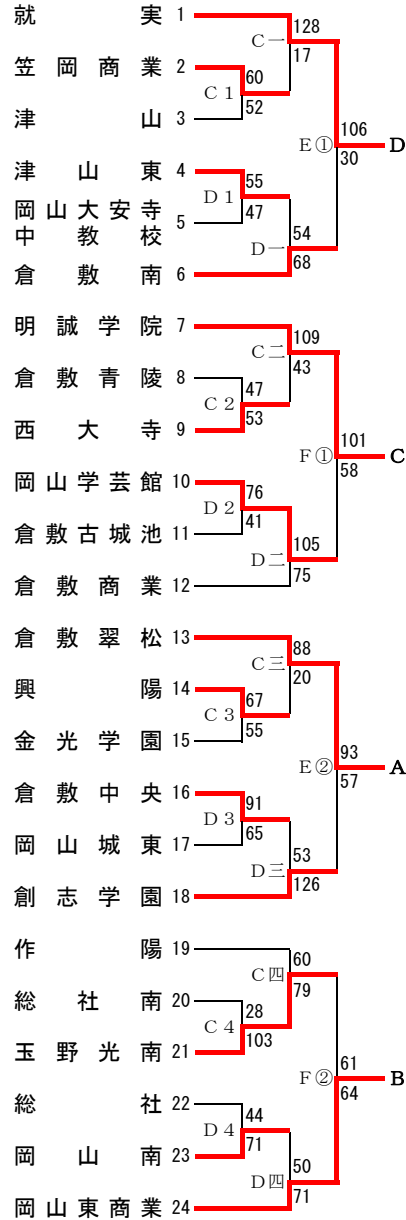 就実 1
128
C一
17
笠岡商業 2
60
C1
52
津山 3
106
E① D
30
津山東 4
55
D1
47
岡山大安寺
中教校 5
54
D一
68
倉敷南 6
明誠学院 7
109
C二
43
倉敷青陵 8
47
C2
53
西大寺 9
101
F① C
58
岡山学芸館 10
76
D2
41
倉敷古城池 11
105
D二
75
倉敷商業 12
倉敷翠松 13
88
C三
20
興陽 14
67
C3
55
金光学園 15
93
E② A
57
倉敷中央 16
91
D3
65
岡山城東 17
53
D三
126
創志学園 18
作陽 19
60
C四
79
総社南 20
28
C4
103
玉野光南 21
61
F② B
64
総社 22
44
D4
71
岡山南 23
50
D四
71
岡山東商業 24